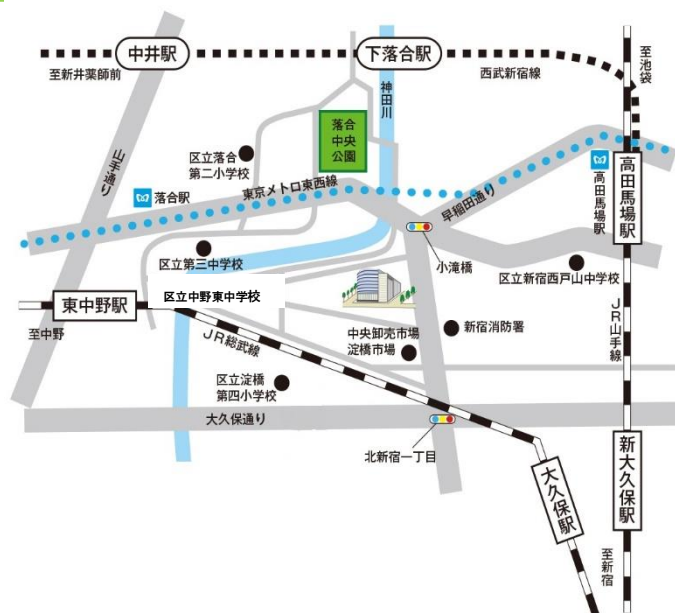 中井駅
下落合駅
至新井薬師前
西武新宿線
至池袋
神田川
落合
中央
公園
山手通り
区立落合
第二小学校
東京メトロ東西線
落合駅
早稲田通り
高田馬場駅
高田馬場駅
小滝橋
区立第三中学校
区立新宿西戸山中学校
区立中野東中学校
東中野駅
至中野
JR総武線
中央卸売市場
淀橋市場
新宿消防署
JR山手線
区立淀橋
第四小学校
大久保通り
北新宿一丁目
大久保駅
新大久保駅
至新宿